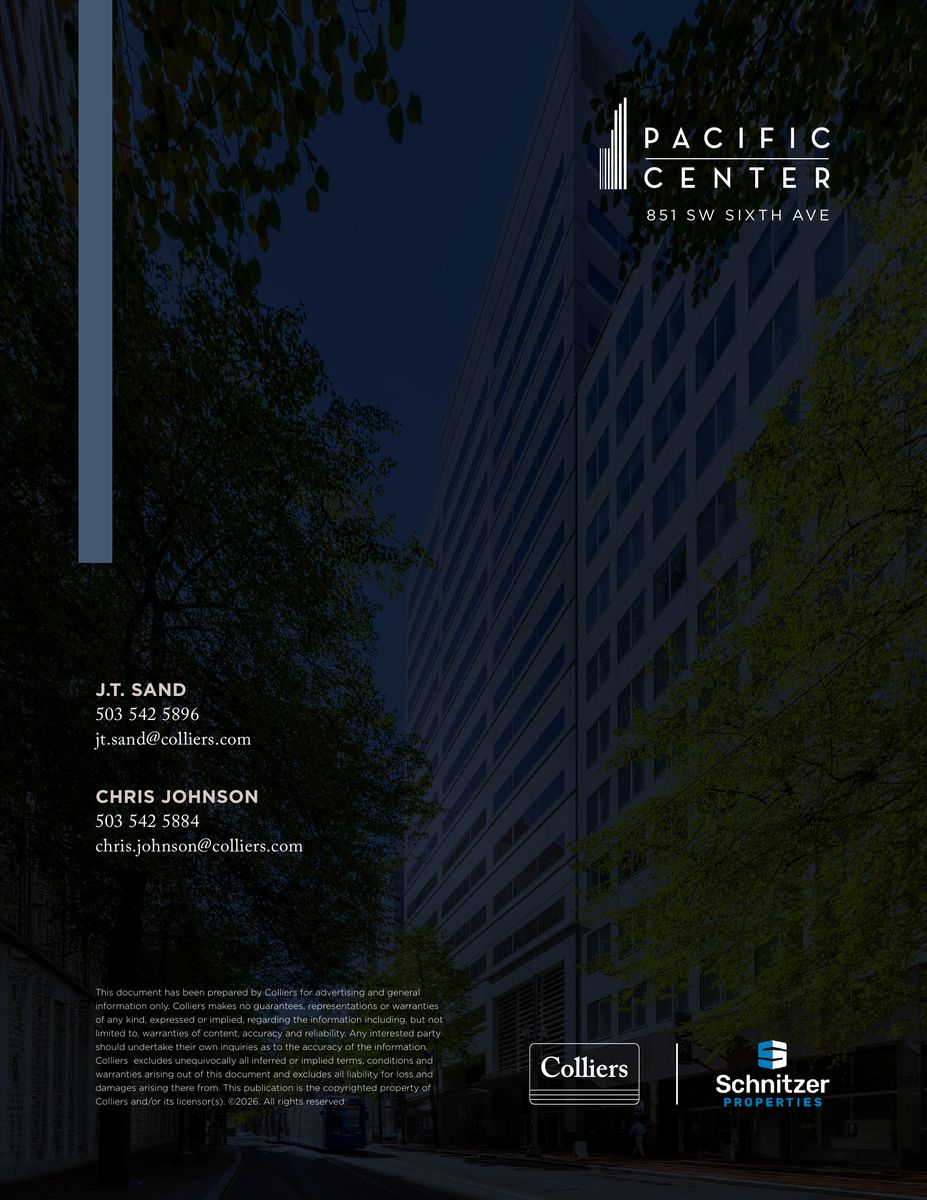 PACIFIC
CENTER
851 SW SIXTH AVE
J.T. SAND
503 542 5896
jt.sand@colliers.com
CHRIS JOHNSON
503 542 5884
chris.johnson@colliers.com
This document has been prepared by Colliers for advertising and general
information only. Colliers makes no guarantees, representations or warranties
of any kind, expressed or implied, regarding the information including, but not
limited to, warranties of content, accuracy and reliability. Any interested party
should undertake their own inquiries as to the accuracy of the information.
Colliers  excludes unequivocally all inferred or implied terms, conditions and
warranties arising out of this document and excludes all liability for loss and
damages arising there from. This publication is the copyrighted property of
Colliers and/or its licensor(s). ©2026. All rights reserved.
Colliers
Schnitzer
PROPERTIES